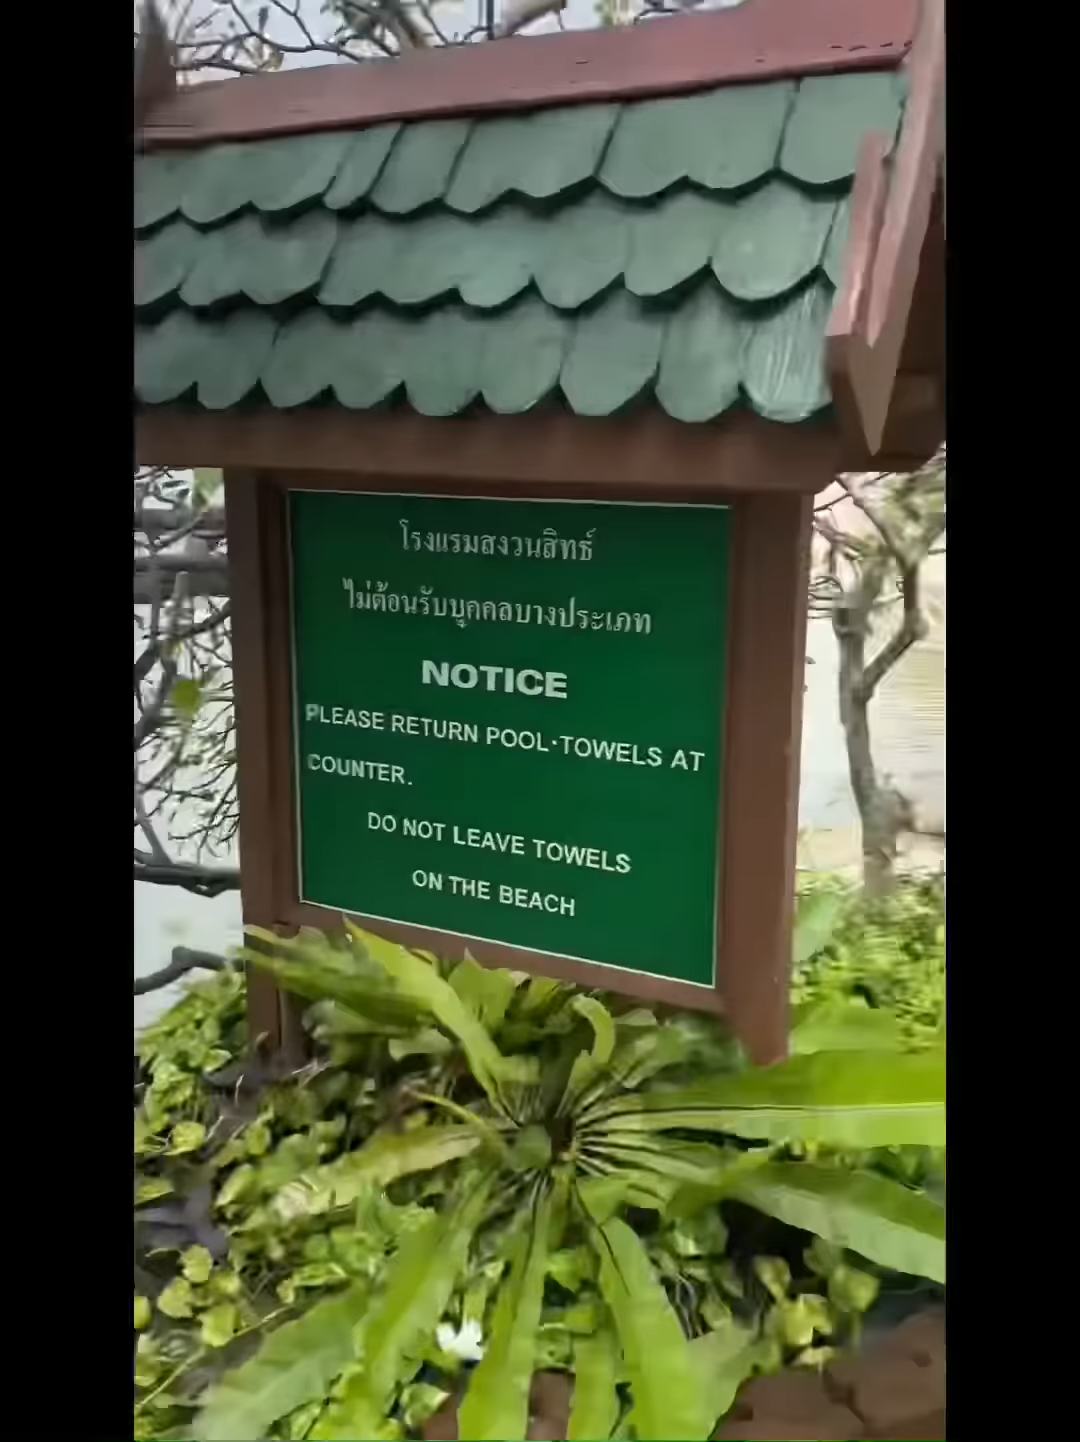 โรงแรมสงวนสิทธ์
ไม่ต้อนรับบุคคลบางประเภท
NOTICE
PLEASE RETURN POOL·TOWELS AT
COUNTER.
DO NOT LEAVE TOWELS
ON THE BEACH